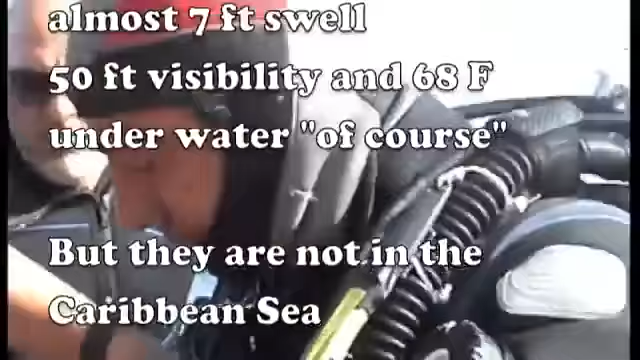 almost 7 ft swell
50 ft visibility and 68 F
under water "of course"
But they are not in the
Caribbean Sea